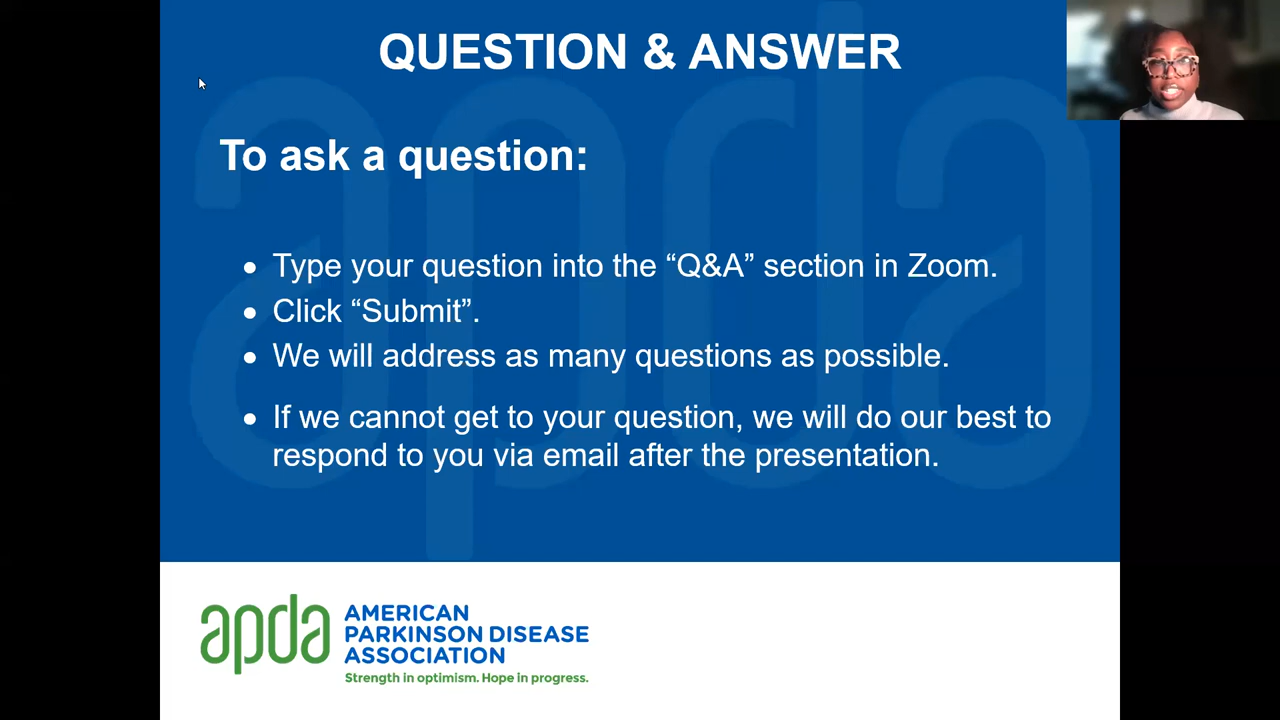 QUESTION & ANSWER
To ask a question:
• Type your question into the “Q&A” section in Zoom.
• Click “Submit”.
• We will address as many questions as possible.
• If we cannot get to your question, we will do our best to
respond to you via email after the presentation.
apda
apda
AMERICAN
PARKINSON DISEASE
ASSOCIATION
Strength in optimism. Hope in progress.